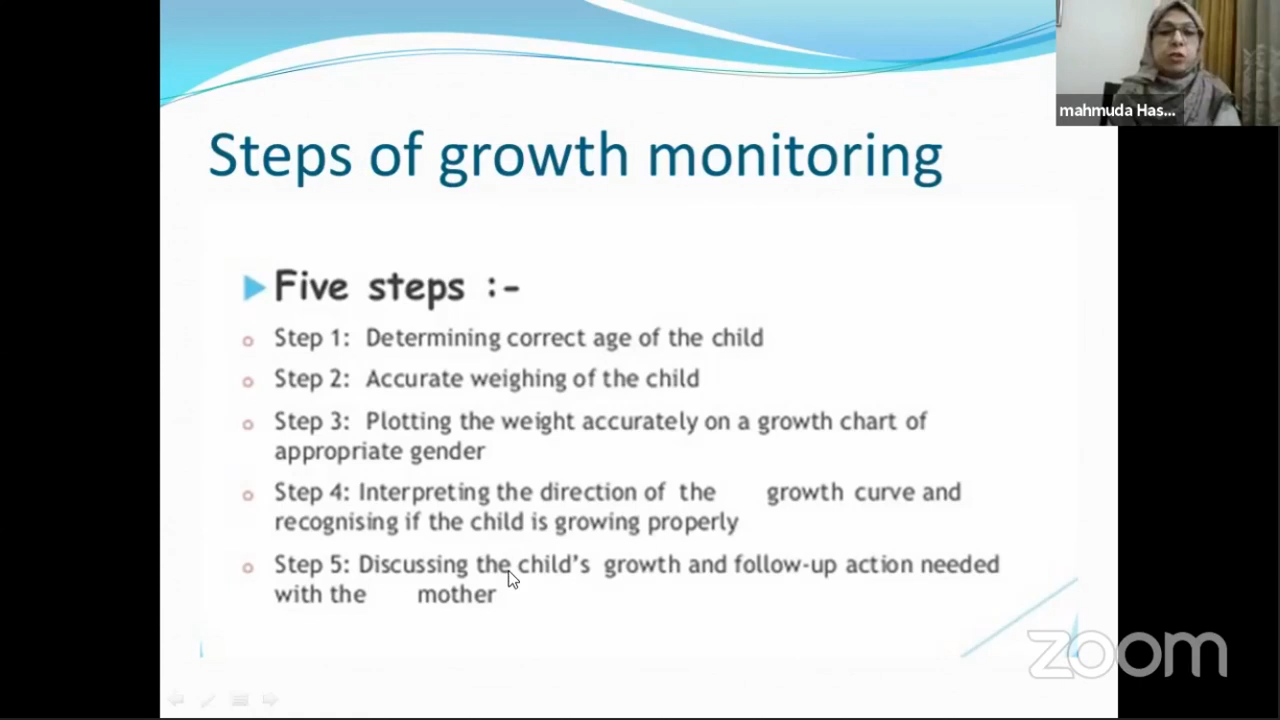 mahmuda Has...
Steps of growth monitoring
Five steps :-
Step 1: Determining correct age of the child
Step 2: Accurate weighing of the child
Step 3: Plotting the weight accurately on a growth chart of
appropriate gender
Step 4: Interpreting the direction of the growth curve and
recognising if the child is growing properly
Step 5: Discussing the child's growth and follow-up action needed
with the mother
zoom